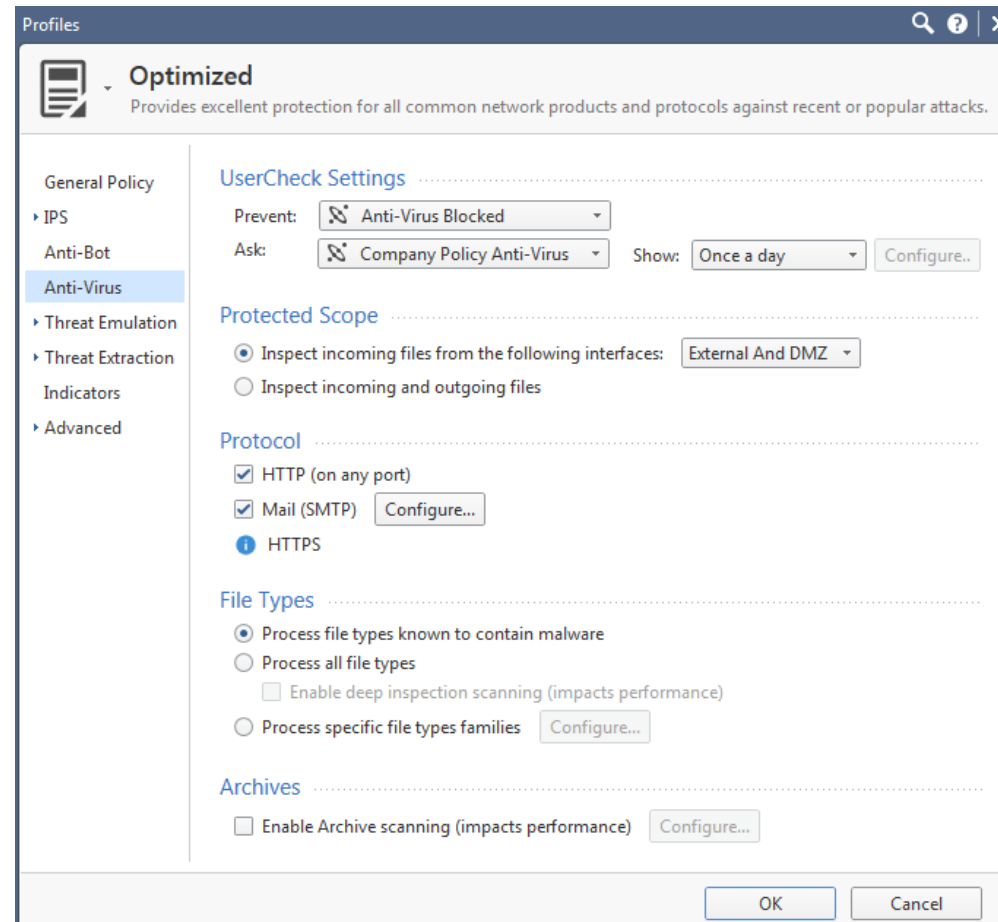 Profiles
Optimized
Provides excellent protection for all common network products and protocols against recent or popular attacks.
General Policy
IPS
Anti-Bot
Anti-Virus
Threat Emulation
Threat Extraction
Indicators
Advanced
UserCheck Settings
Prevent: Anti-Virus Blocked
Ask: Company Policy Anti-Virus Show: Once a day Configure..
Protected Scope
Inspect incoming files from the following interfaces: External And DMZ
Inspect incoming and outgoing files
Protocol
HTTP (on any port)
Mail (SMTP) Configure...
HTTPS
File Types
Process file types known to contain malware
Process all file types
Enable deep inspection scanning (impacts performance)
Process specific file types families Configure...
Archives
Enable Archive scanning (impacts performance) Configure...
OK Cancel